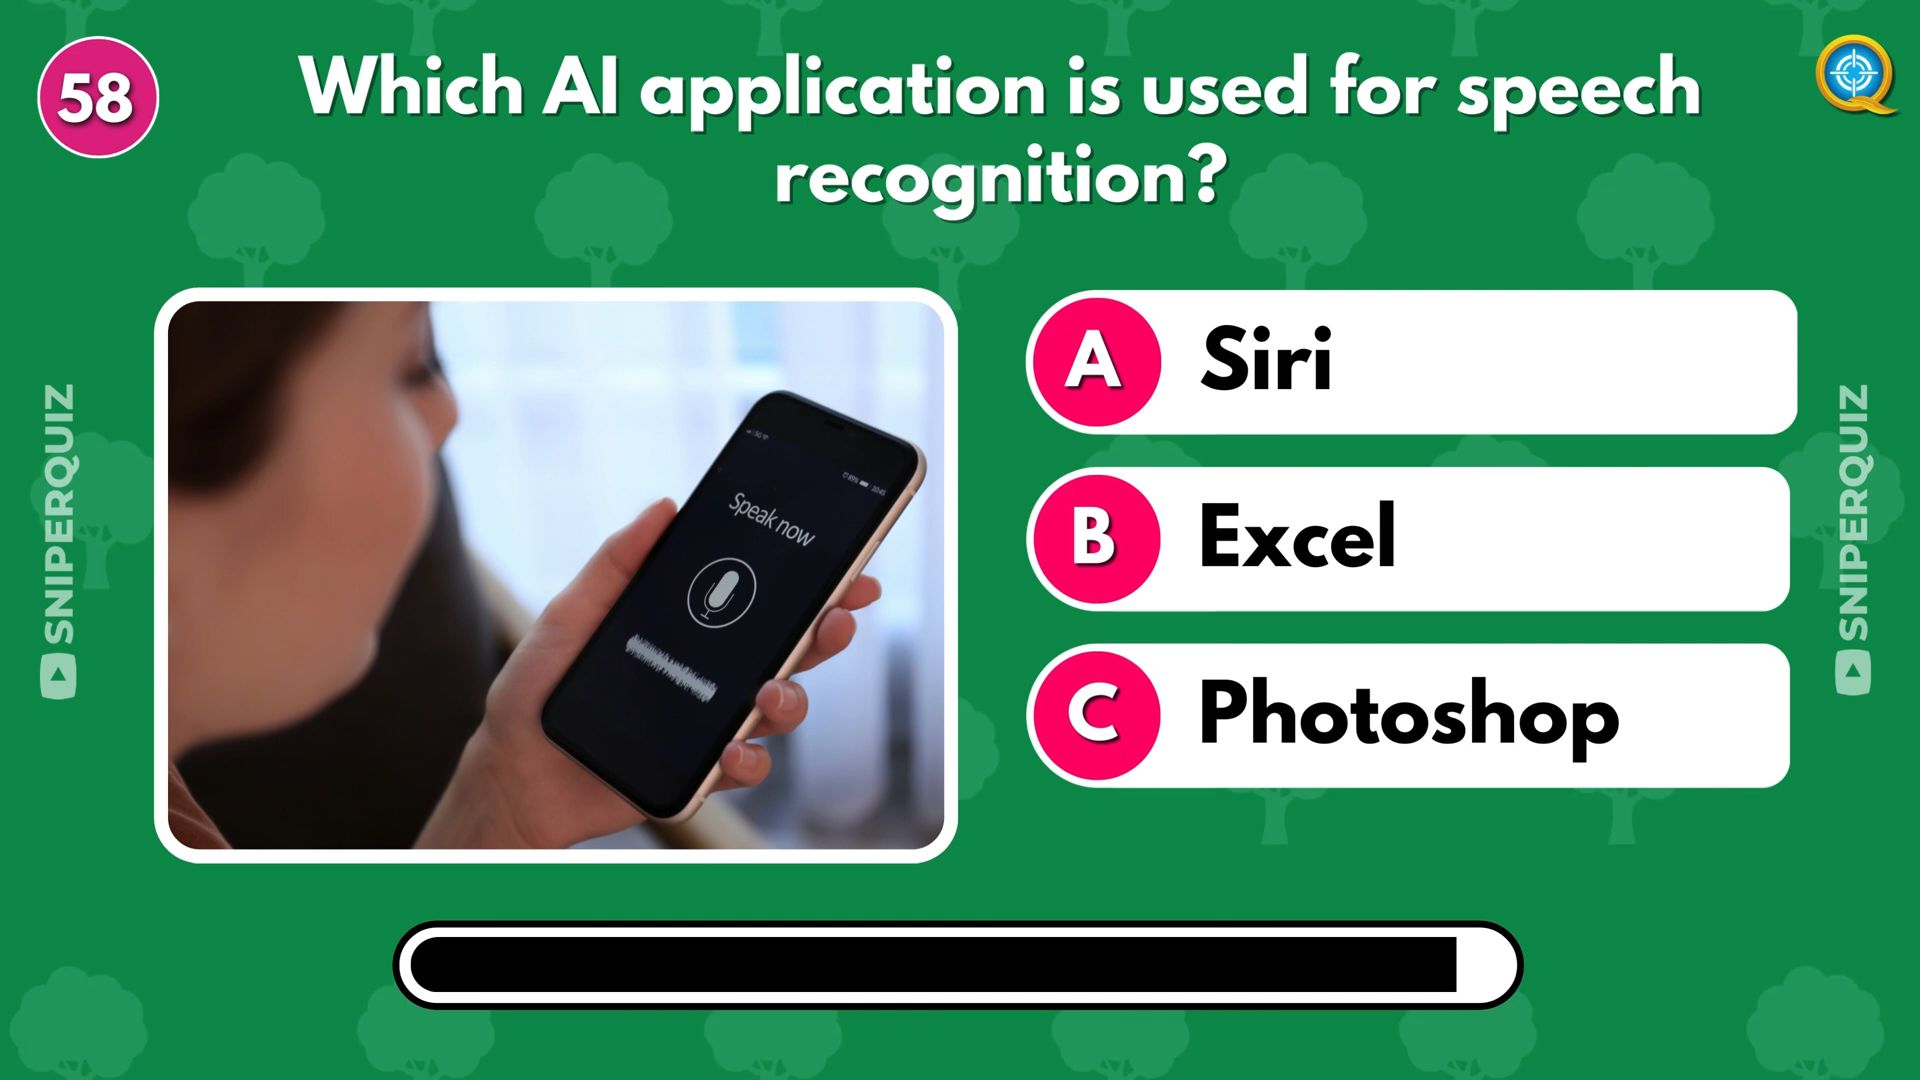 58
Which AI application is used for speech
recognition?
A Siri
B Excel
C Photoshop
Speak now
SNIPERQUIZ
SNIPERQUIZ